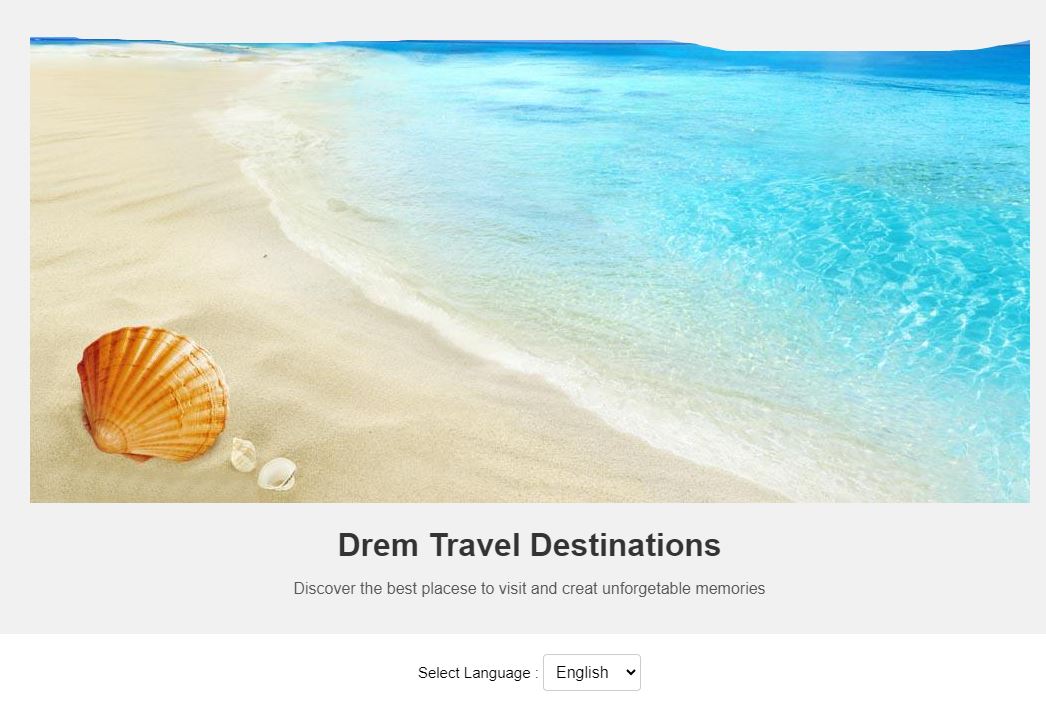 Drem Travel Destinations
Discover the best placese to visit and creat unforgetable memories
Select Language : English